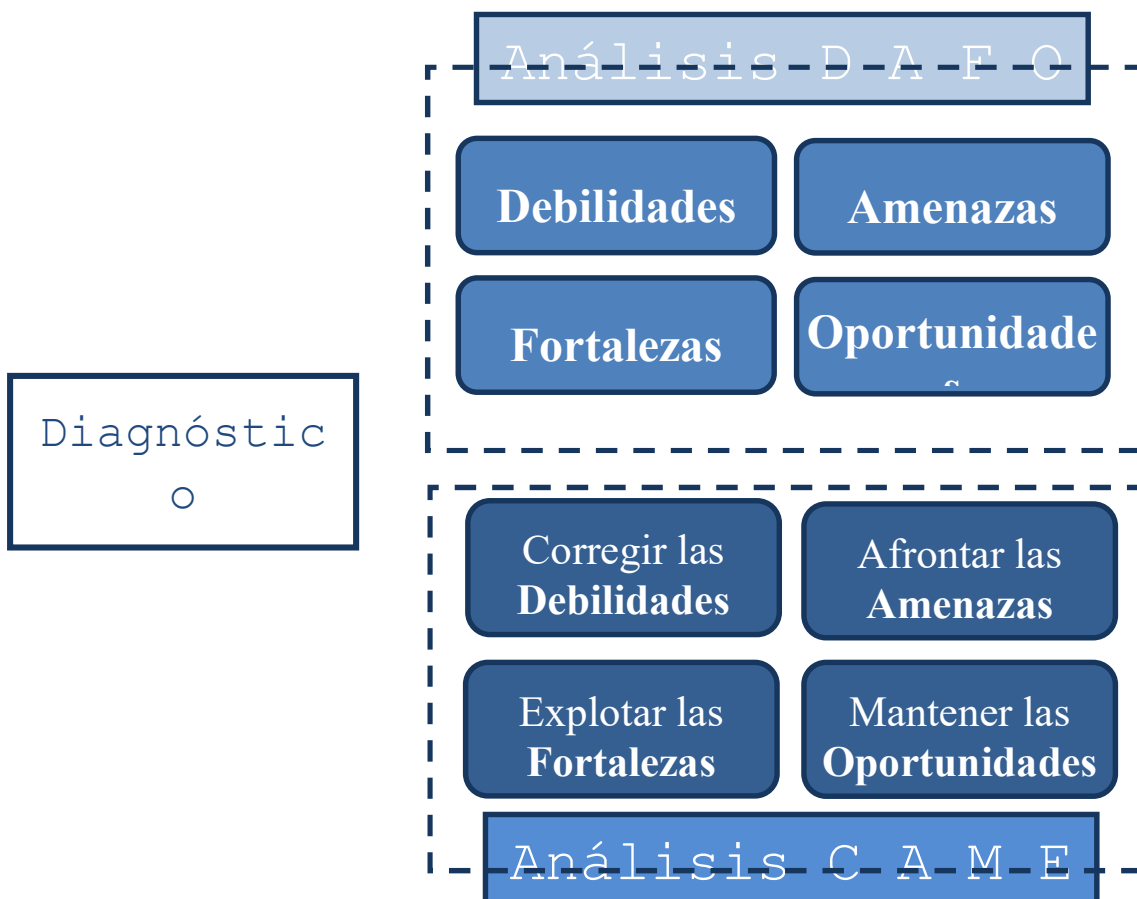 Análisis D A F O
Debilidades
Amenazas
Fortalezas
Oportunidade
s
Diagnóstic
o
Corregir las
Debilidades
Afrontar las
Amenazas
Explotar las
Fortalezas
Mantener las
Oportunidades
Análisis C A M E